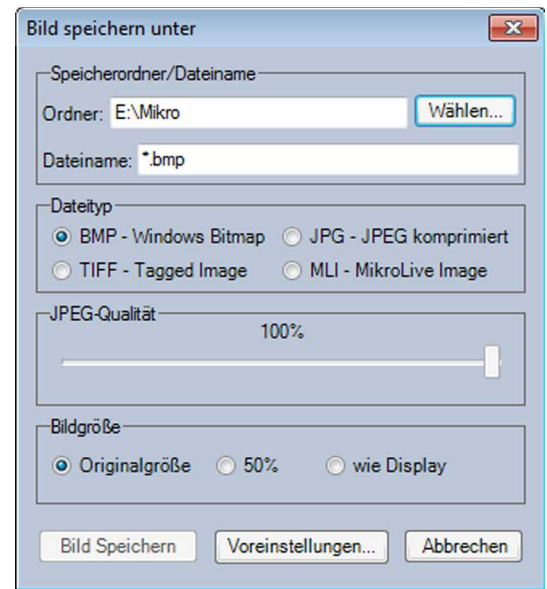 Bild speichern unter
Speicherordner/Dateiname
Ordner: E:\Mikro Wählen...
Dateiname: *.bmp
Dateityp
BMP - Windows Bitmap JPG - JPEG komprimiert
TIFF - Tagged Image MLI - MikroLive Image
JPEG-Qualität
100%
Bildgröße
Originalgröße 50% wie Display
Bild Speichern Voreinstellungen... Abbrechen